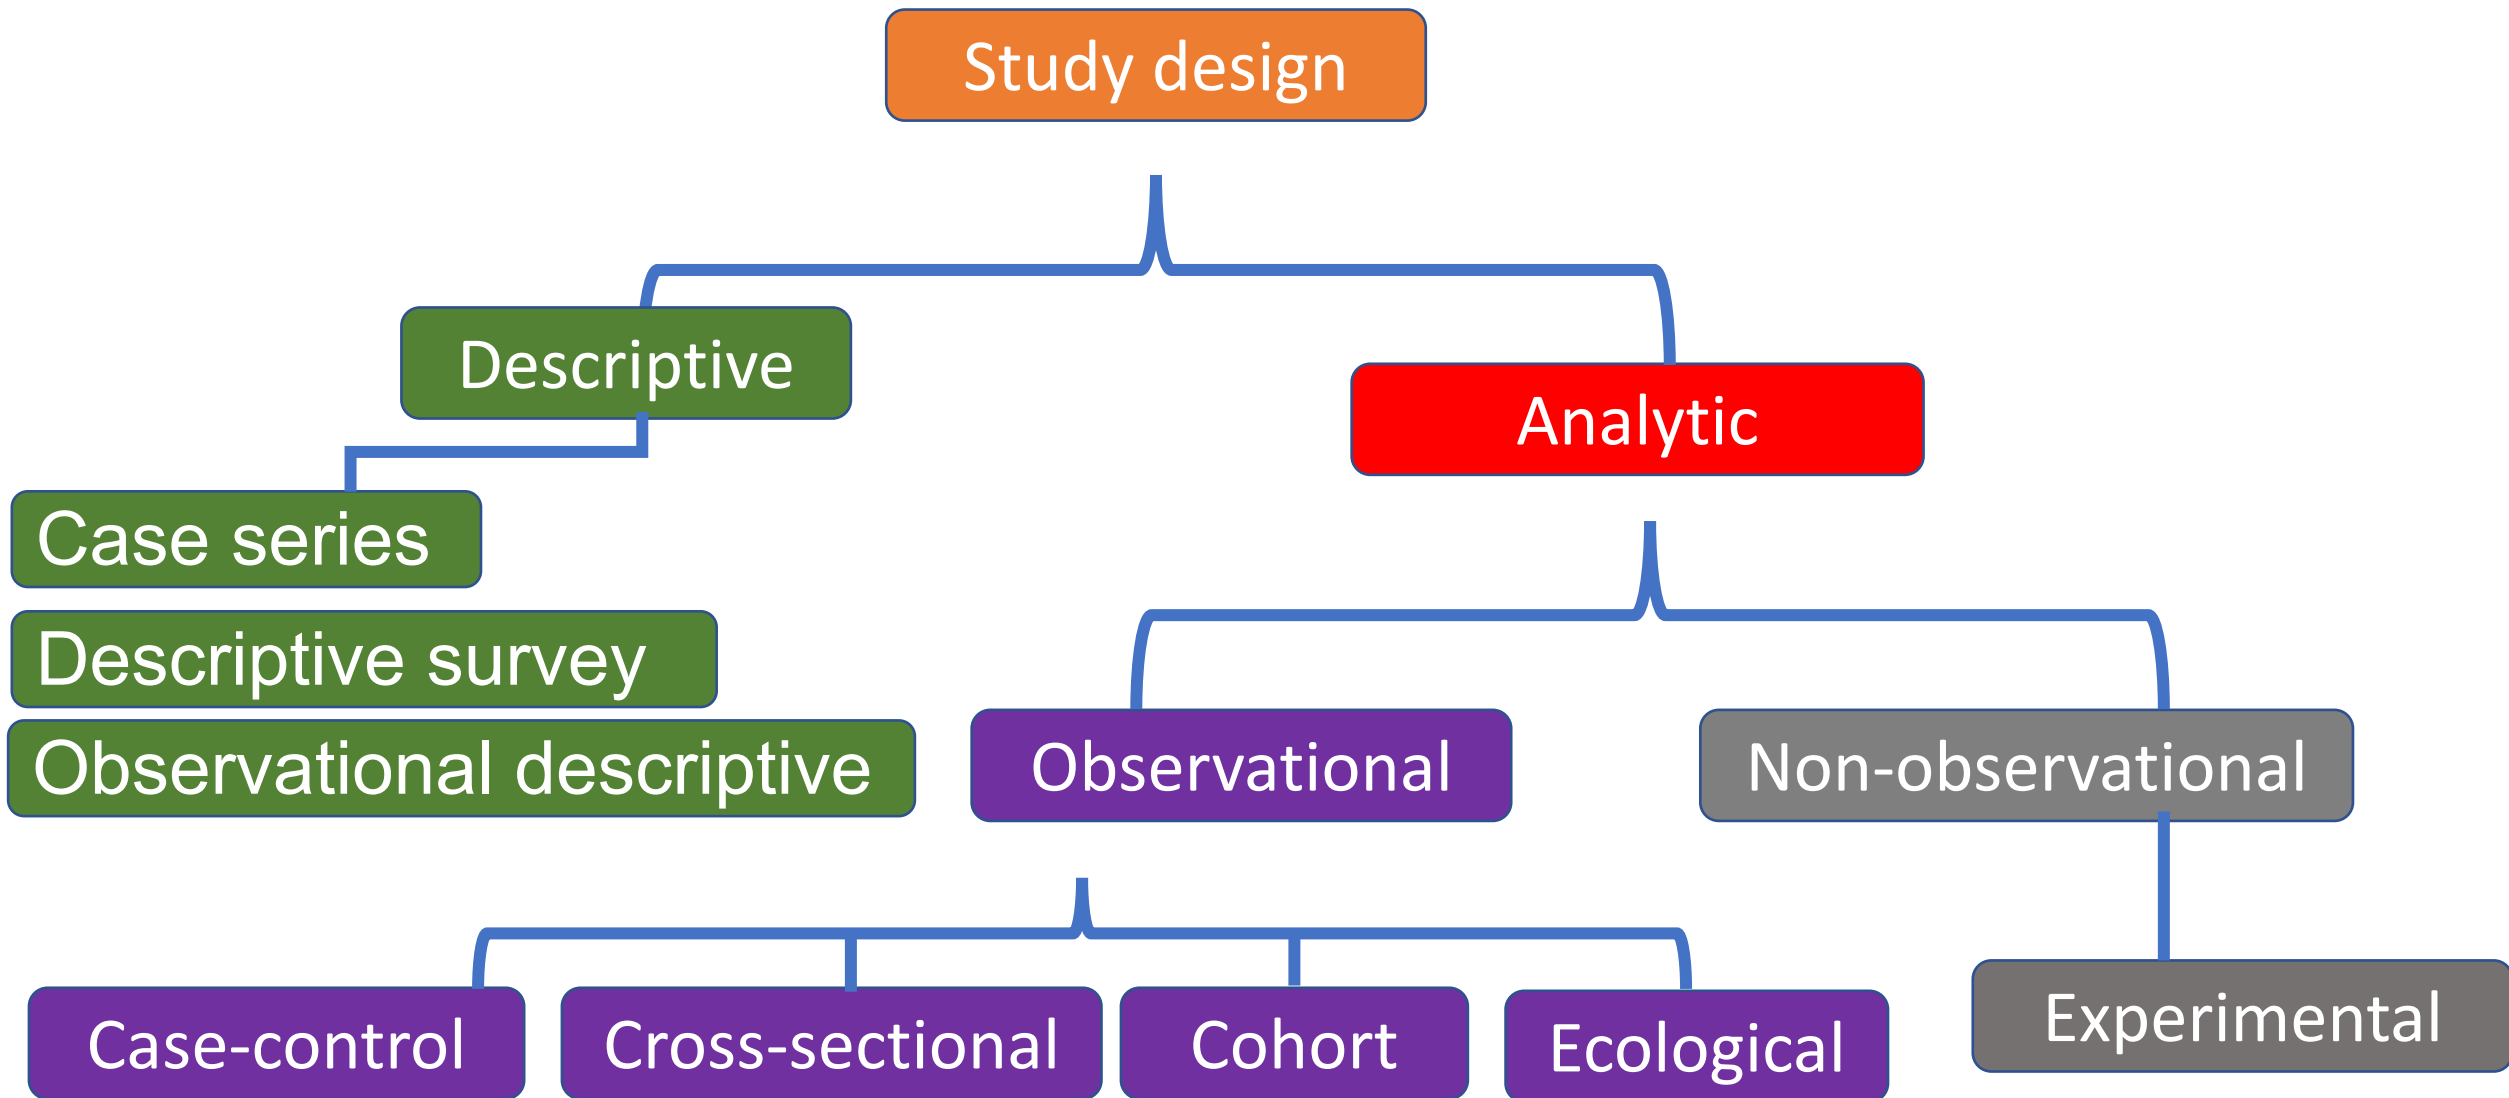 Study design
Descriptive
Analytic
Case series
Descriptive survey
Observational descriptive
Observational
Non-observational
Case-control
Cross-sectional
Cohort
Ecological
Experimental